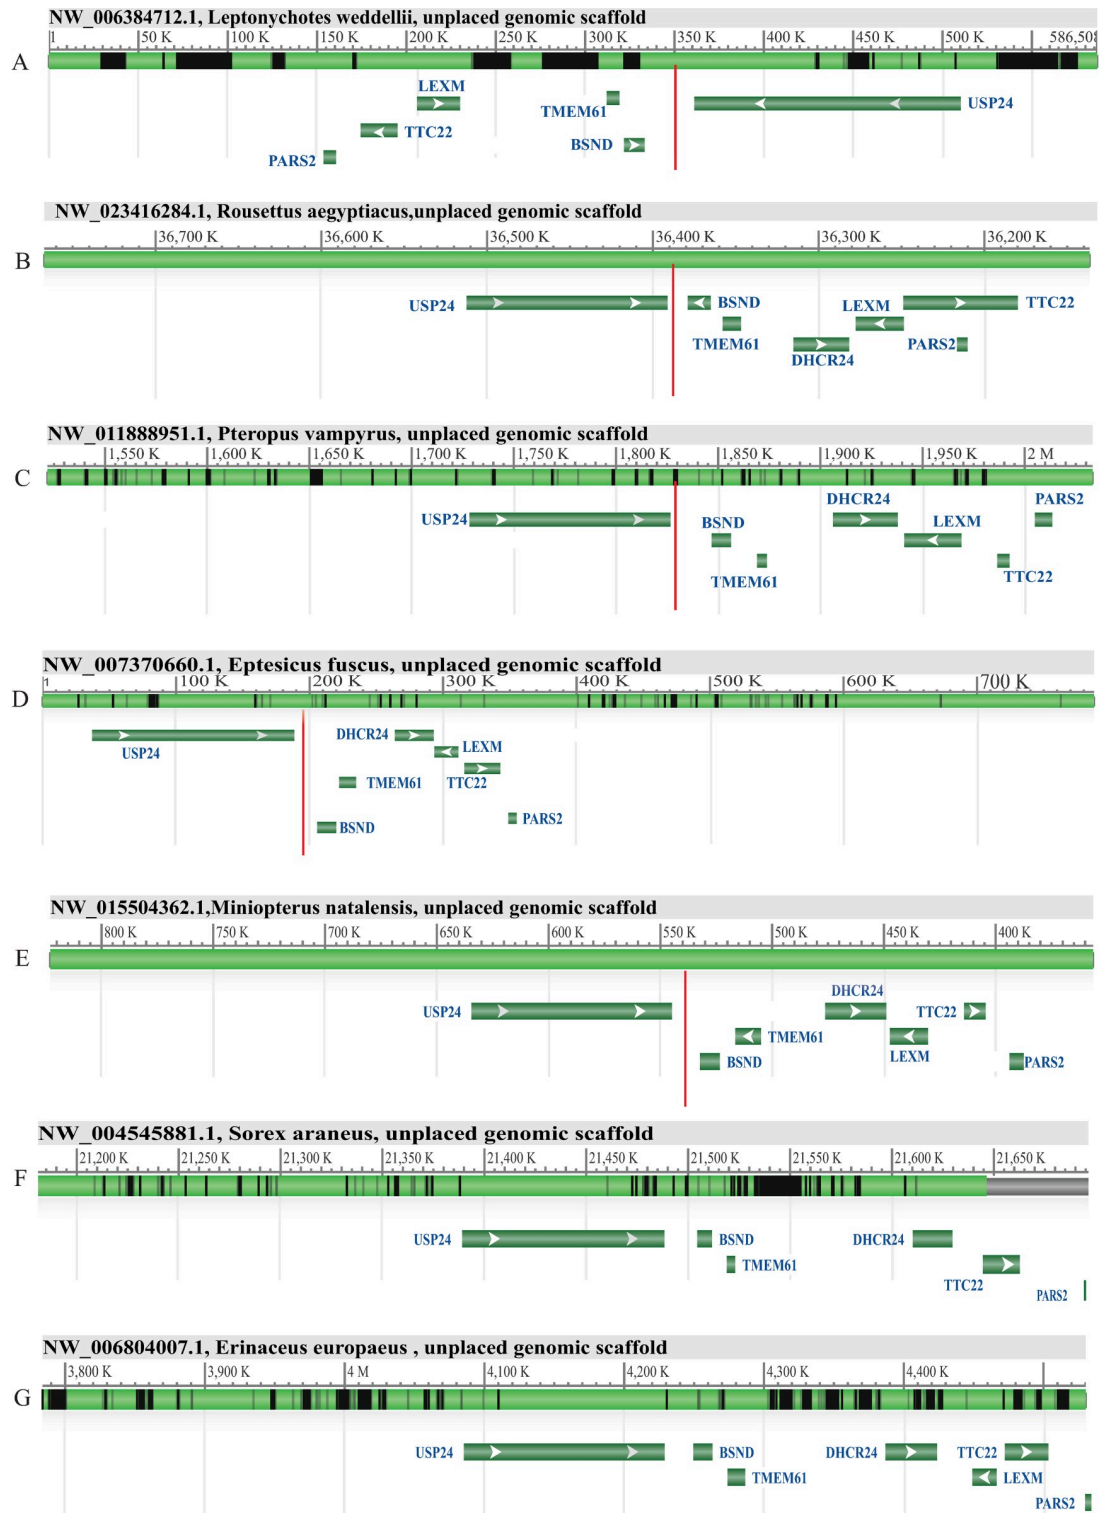 NW_006384712.1, Leptonychotes weddellii, unplaced genomic scaffold
1 50 K 100 K 150 K 200 K 250 K 300 K 350 K 400 K 450 K 500 K 586,508
A
LEXM
TMEM61
USP24
TTC22
BSND
PARS2
NW_023416284.1, Rousettus aegyptiacus,unplaced genomic scaffold
36,700 K 36,600 K 36,500 K 36,400 K 36,300 K 36,200 K
B
USP24 BSND LEXM TTC22
TMEM61 PARS2
DHCR24
NW_011888951.1, Pteropus vampyrus, unplaced genomic scaffold
1,550 K 1,600 K 1,650 K 1,700 K 1,750 K 1,800 K 1,850 K 1,900 K 1,950 K 2 M
C
DHCR24 PARS2
USP24 BSND LEXM
TMEM61 TTC22
NW_007370660.1, Eptesicus fuscus, unplaced genomic scaffold
1 100 K 200 K 300 K 400 K 500 K 600 K 700 K
D
DHCR24
USP24 LEXM
TMEM61 TTC22
PARS2
BSND
NW_015504362.1,Miniopterus natalensis, unplaced genomic scaffold
800 K 750 K 700 K 650 K 600 K 550 K 500 K 450 K 400 K
E
DHCR24
USP24 TTC22
TMEM61
LEXM
BSND PARS2
NW_004545881.1, Sorex araneus, unplaced genomic scaffold
21,200 K 21,250 K 21,300 K 21,350 K 21,400 K 21,450 K 21,500 K 21,550 K 21,600 K 21,650 K
F
USP24 BSND DHCR24
TMEM61
TTC22
PARS2
NW_006804007.1, Erinaceus europaeus , unplaced genomic scaffold
3,800 K 3,900 K 4 M 4,100 K 4,200 K 4,300 K 4,400 K
G
USP24 BSND DHCR24 TTC22
TMEM61 LEXM
PARS2